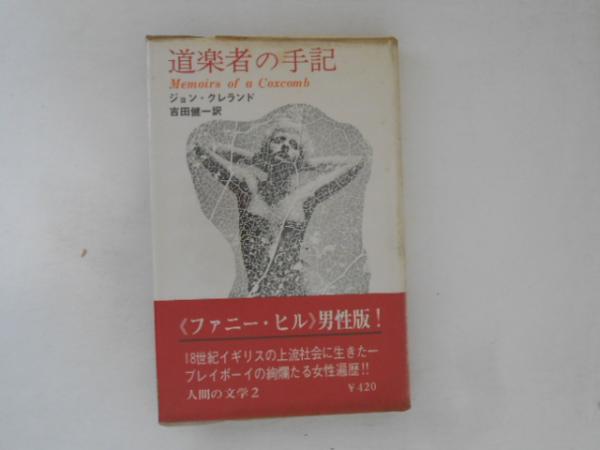 道楽者の手記
Memoirs of a Coxcomb
ジョン・クレランド
吉田健一訳
《ファニー・ヒル》男性版！
18世紀イギリスの上流社会に生きた一
プレイボーイの絢爛たる女性遍歴!!
人間の文学2
￥420